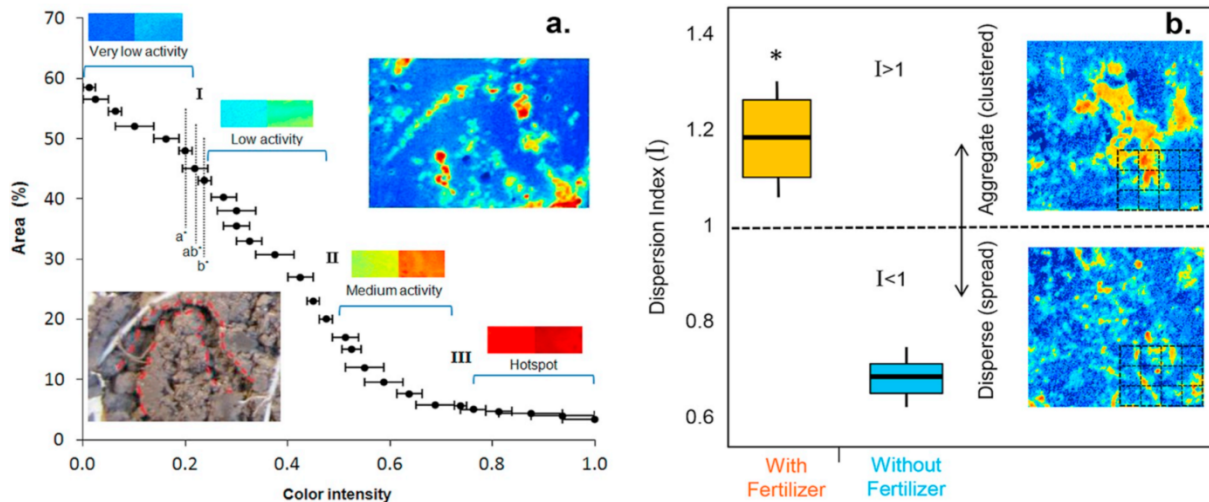 a.
70
60
50
40
30
20
10
0
Area (%)
Very low activity
I
Low activity
a*
ab*
b*
II
Medium activity
III
Hotspot
0.0 0.2 0.4 0.6 0.8 1.0
Color intensity
b.
1.4
1.2
1
0.8
0.6
Dispersion Index (I)
*
I>1
I<1
Aggregate (clustered)
Disperse (spread)
With
Fertilizer
Without
Fertilizer